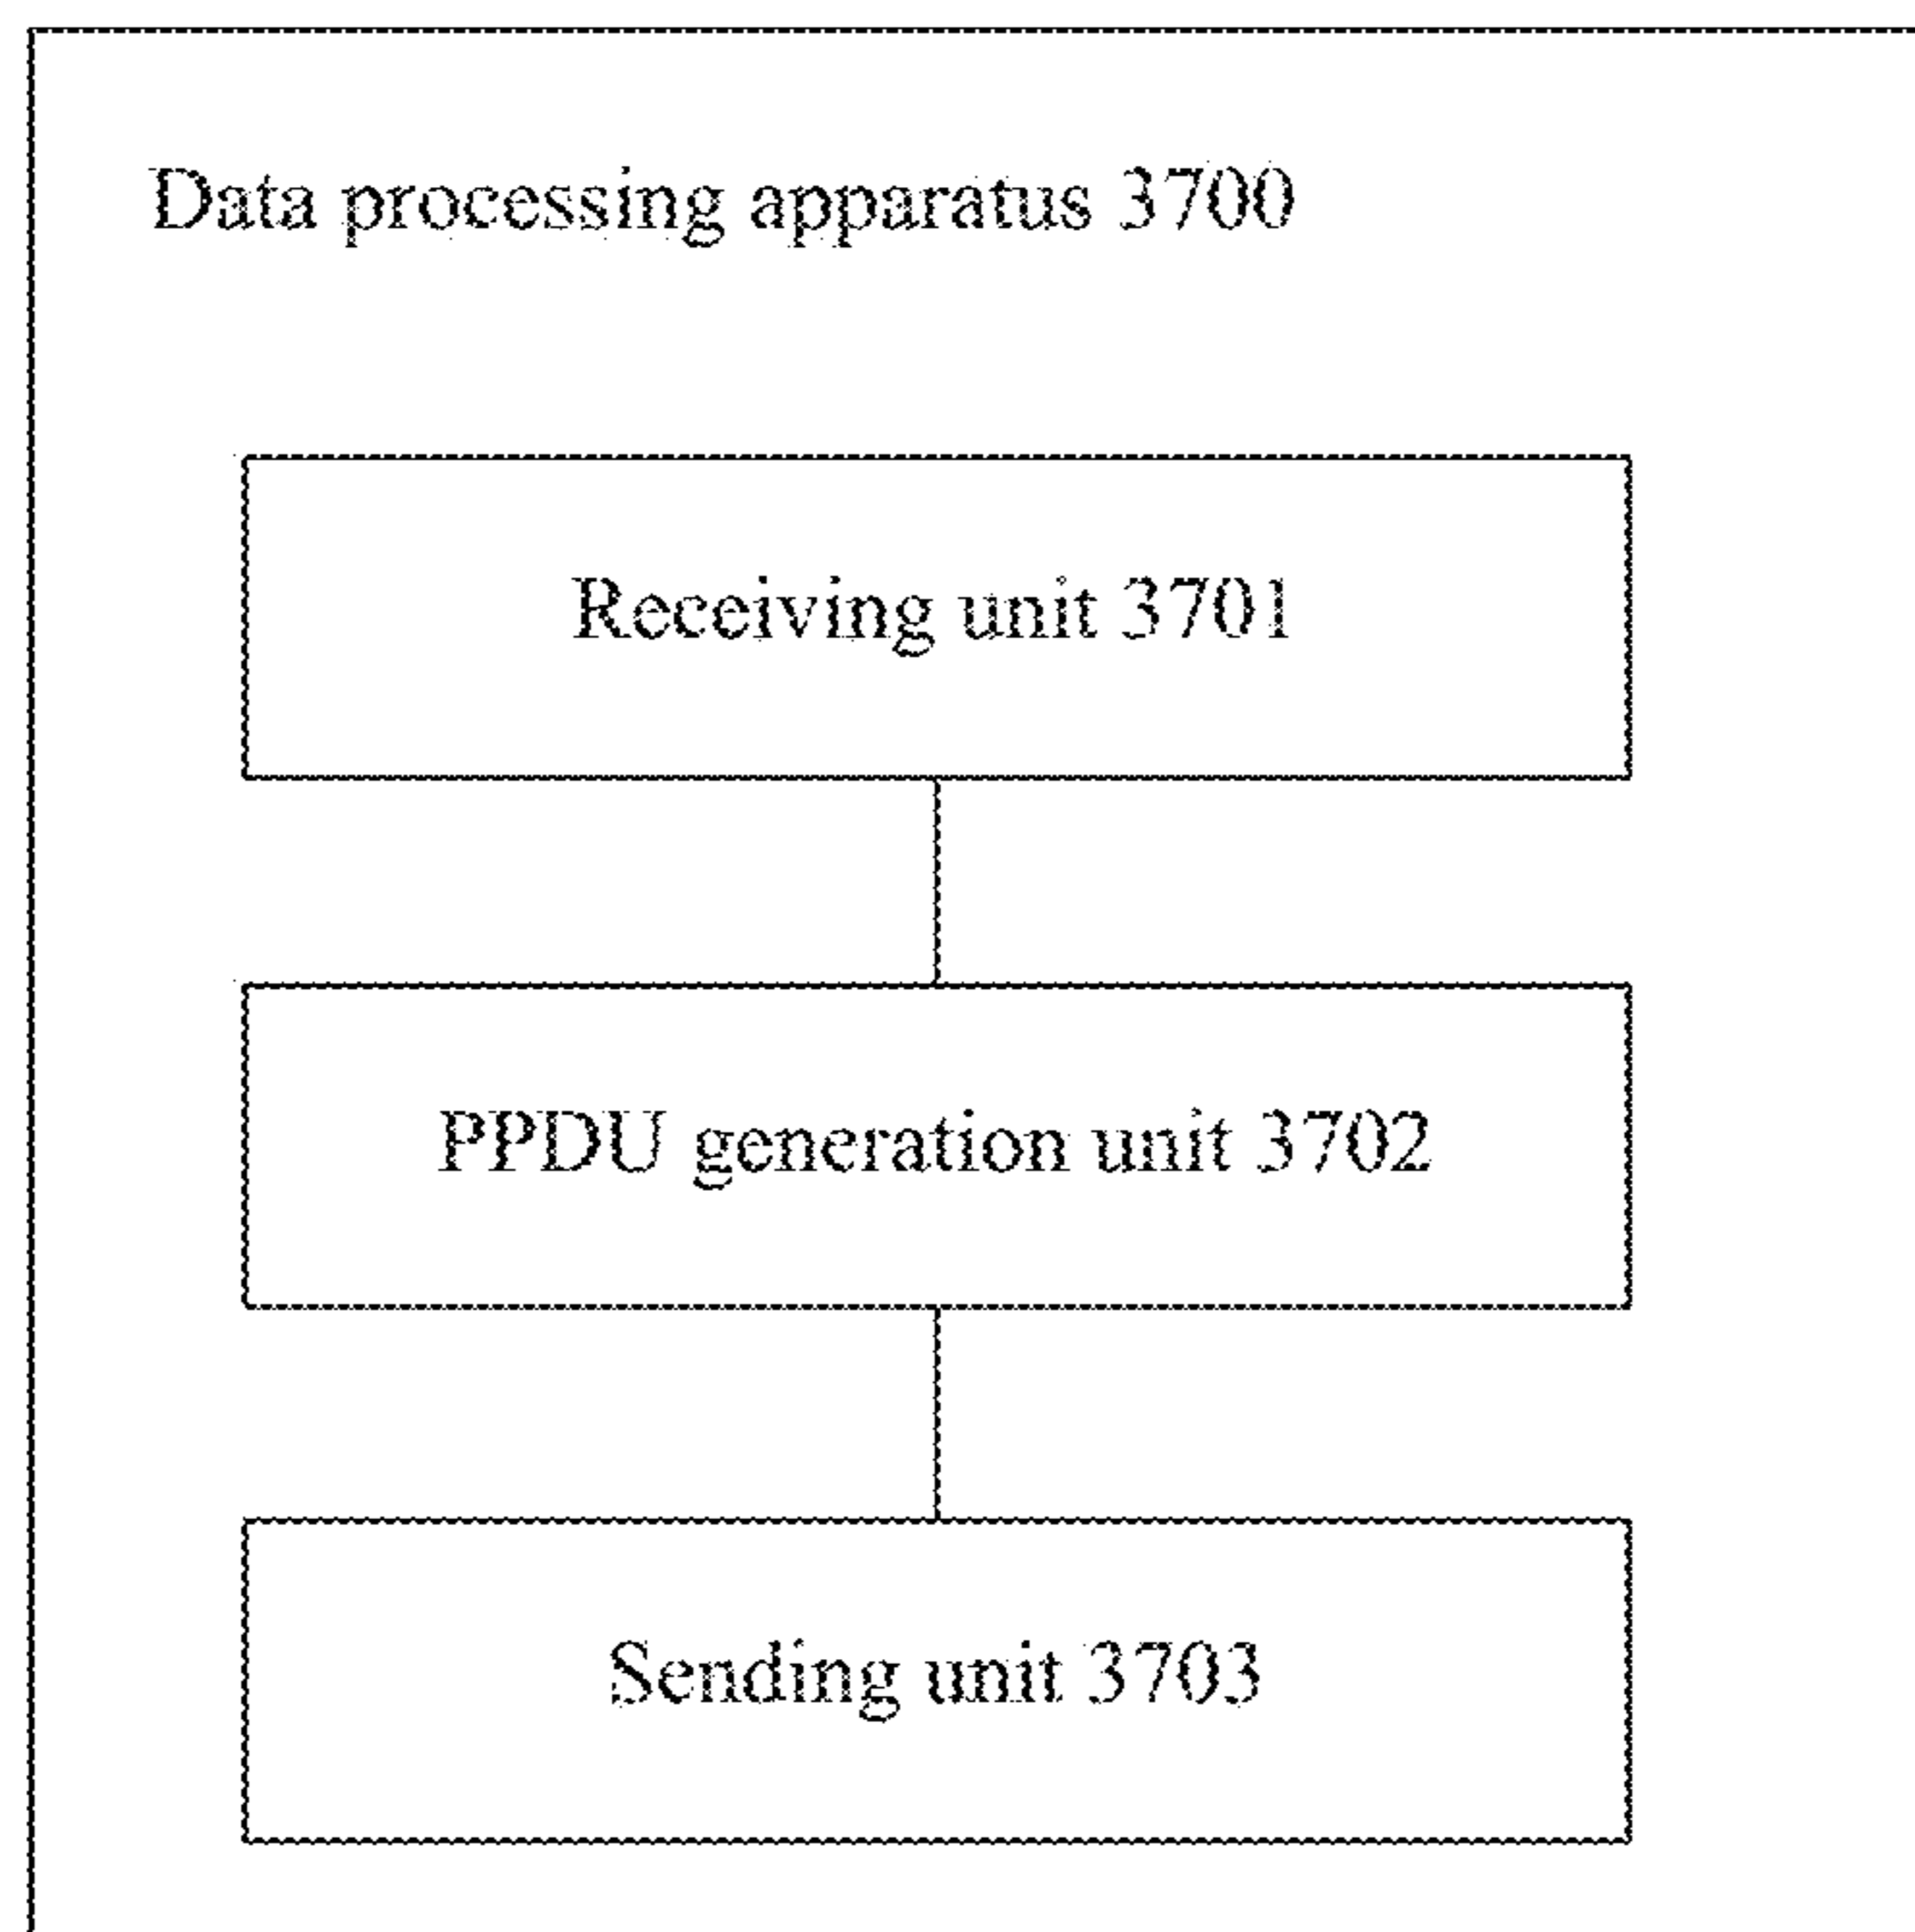 Data processing apparatus 3700
Receiving unit 3701
PPDU generation unit 3702
Sending unit 3703